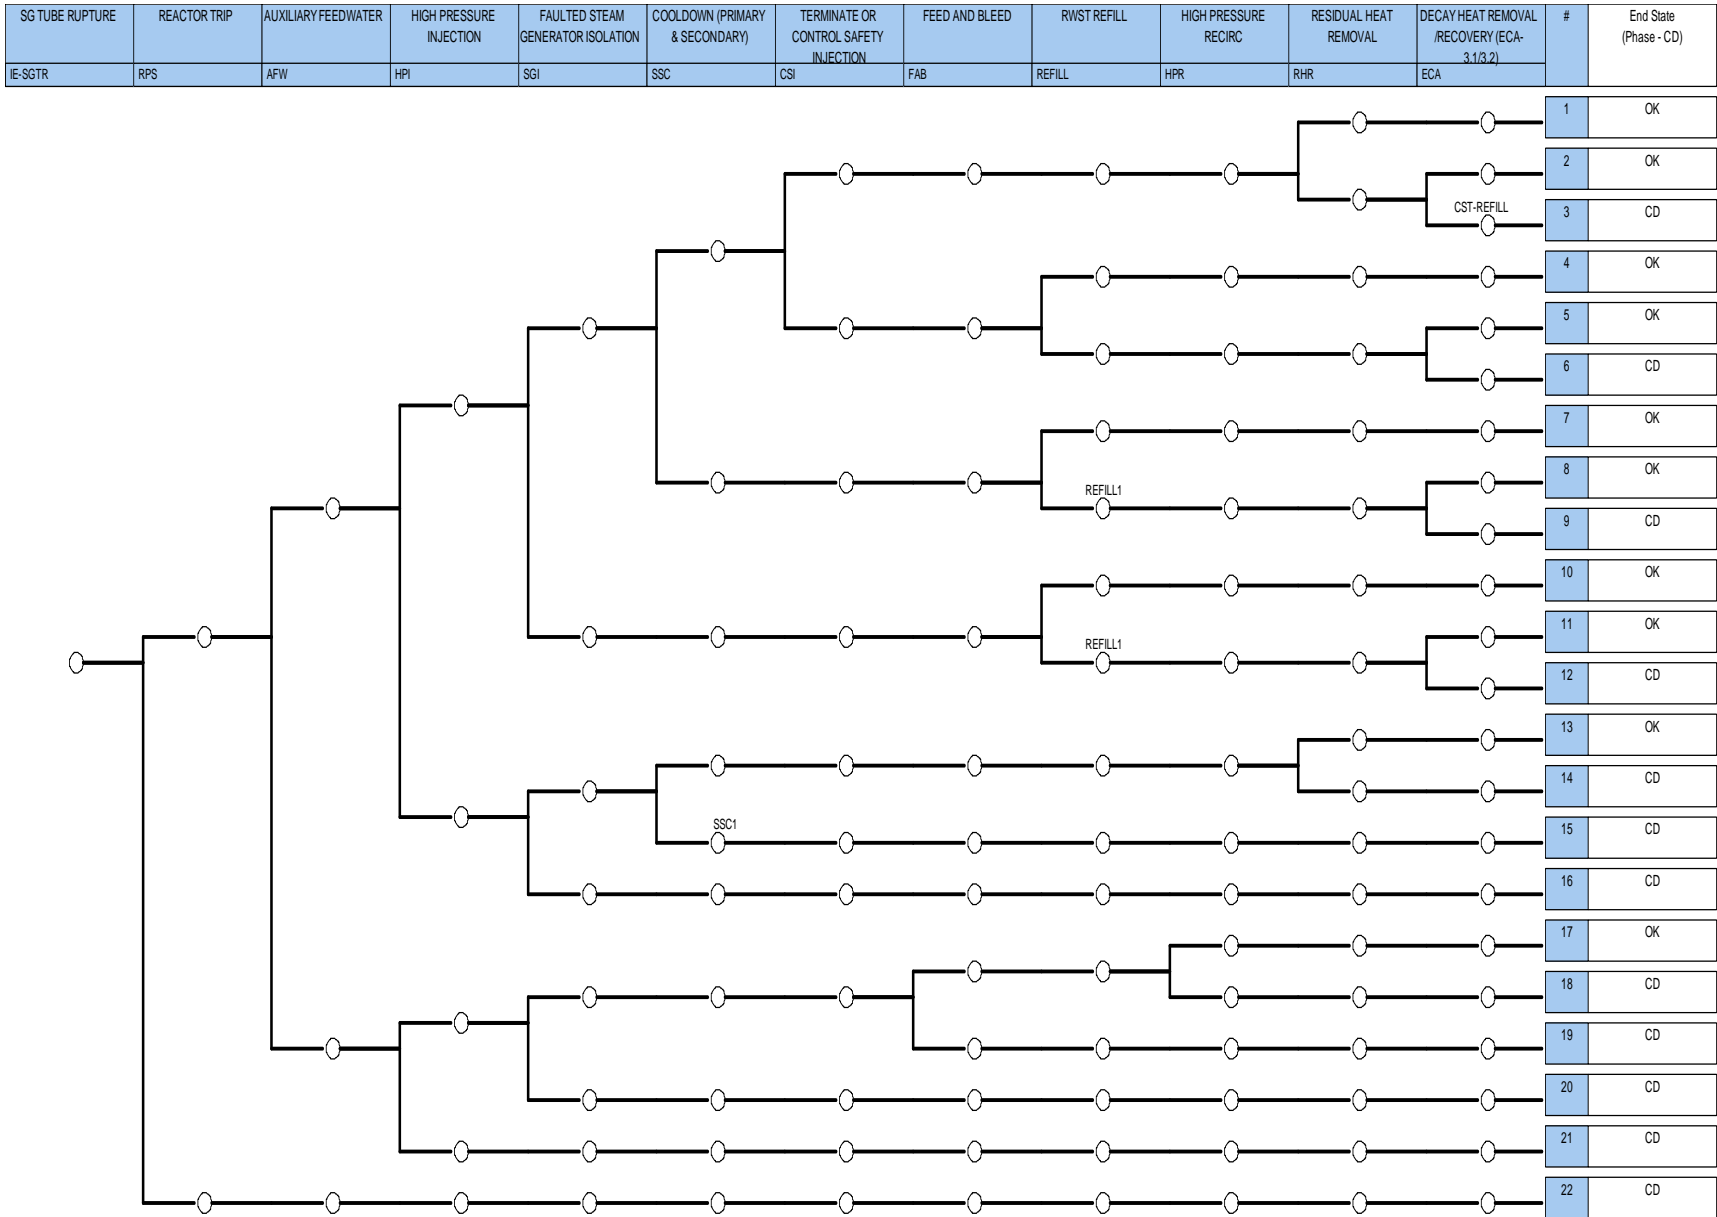 SG TUBE RUPTURE
REACTOR TRIP
AUXILIARY FEEDWATER
HIGH PRESSURE
INJECTION
FAULTED STEAM
GENERATOR ISOLATION
COOLDOWN (PRIMARY
& SECONDARY)
TERMINATE OR
CONTROL SAFETY
INJECTION
FEED AND BLEED
RWST REFILL
HIGH PRESSURE
RECIRC
RESIDUAL HEAT
REMOVAL
DECAY HEAT REMOVAL
/RECOVERY (ECA-
3.1/3.2)
#
End State
(Phase - CD)
IE-SGTR
RPS
AFW
HPI
SGI
SSC
CSI
FAB
REFILL
HPR
RHR
ECA
1 OK
2 OK
CST-REFILL
3 CD
4 OK
5 OK
6 CD
7 OK
8 OK
REFILL1
9 CD
10 OK
11 OK
REFILL1
12 CD
13 OK
14 CD
SSC1
15 CD
16 CD
17 OK
18 CD
19 CD
20 CD
21 CD
22 CD